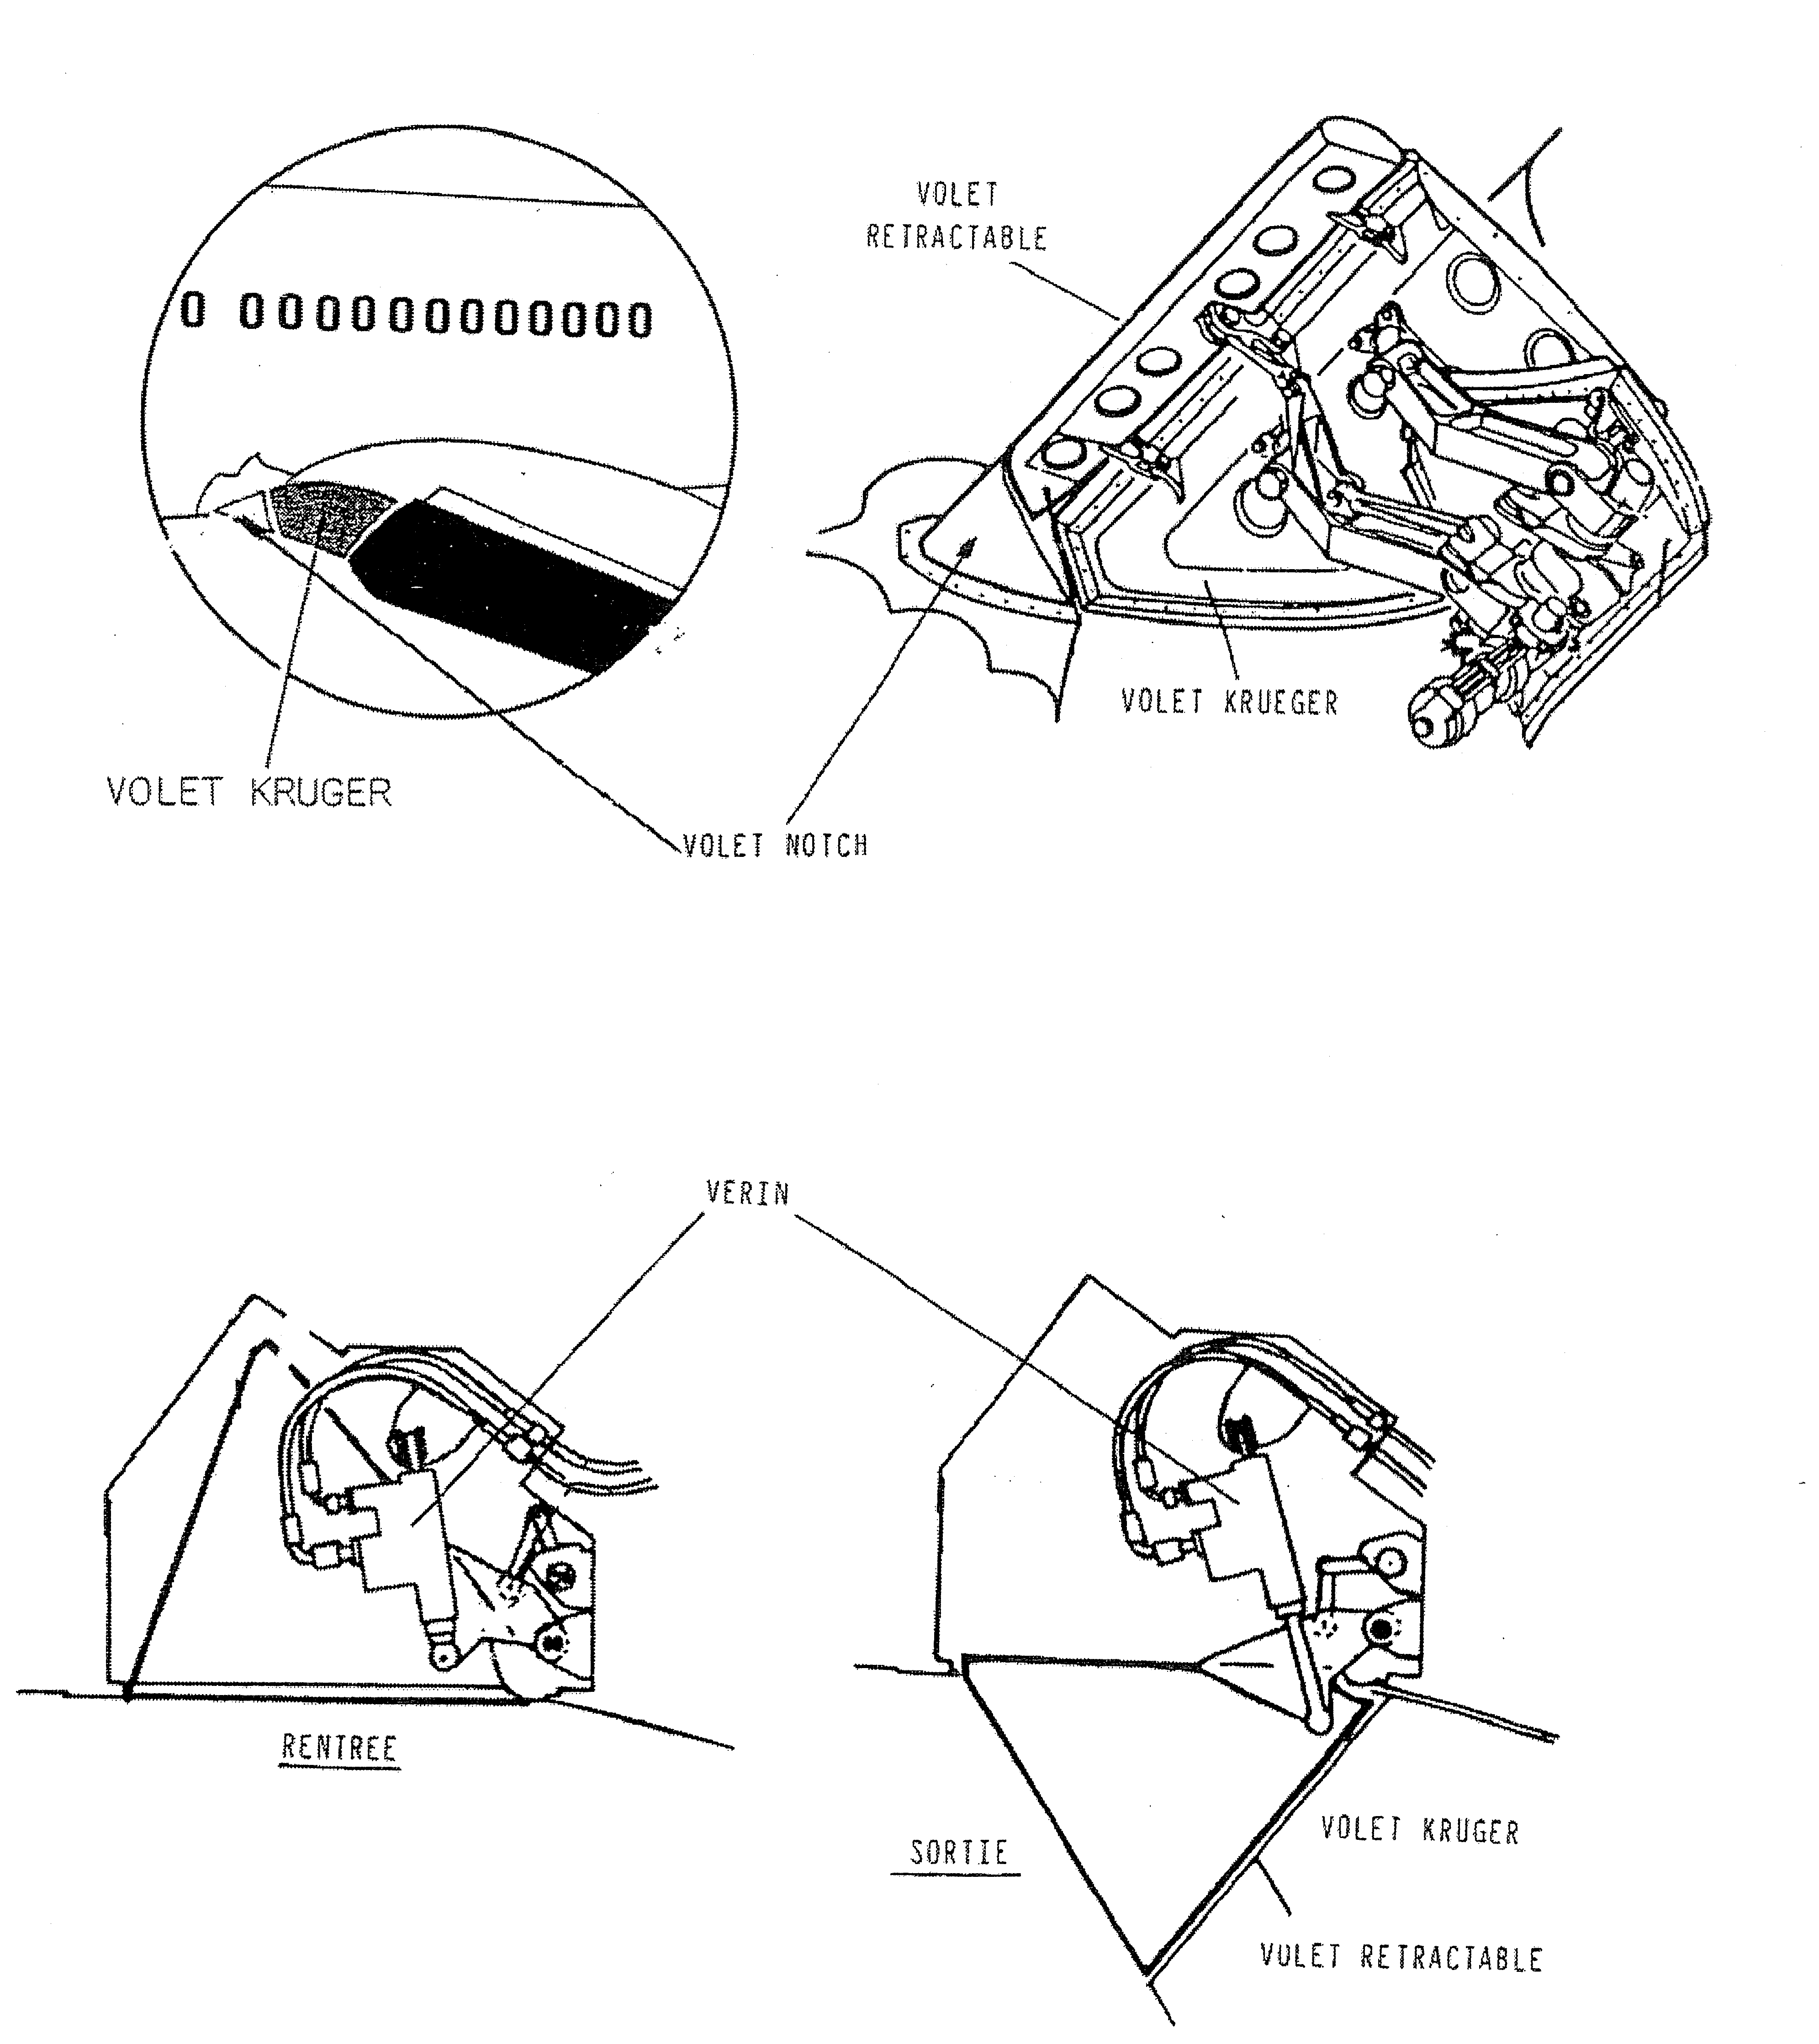 VOLET
RETRACTABLE
VOLET KRUEGER
VOLET KRUGER
VOLET NOTCH
VERIN
RENTREE
SORTIE
VOLET KRUGER
VOLET RETRACTABLE